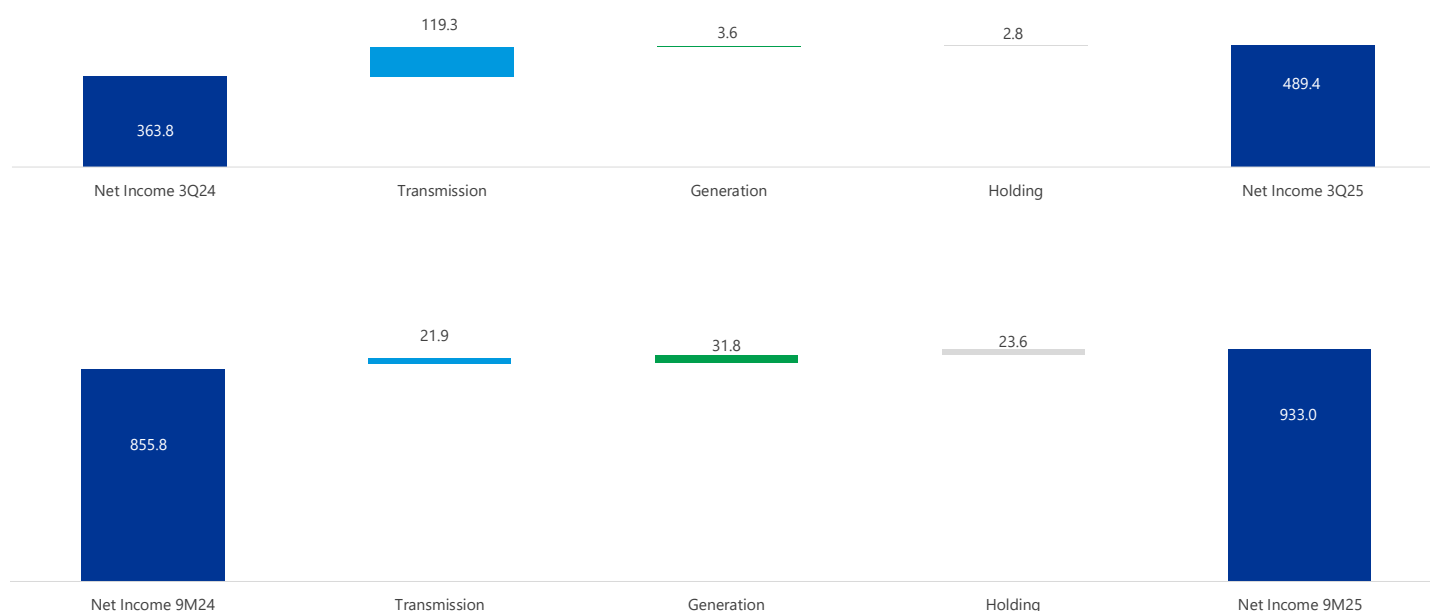 119.3
3.6
2.8
363.8
489.4
Net Income 3Q24
Transmission
Generation
Holding
Net Income 3Q25
21.9
31.8
23.6
855.8
933.0
Net Income 9M24
Transmission
Generation
Holding
Net Income 9M25